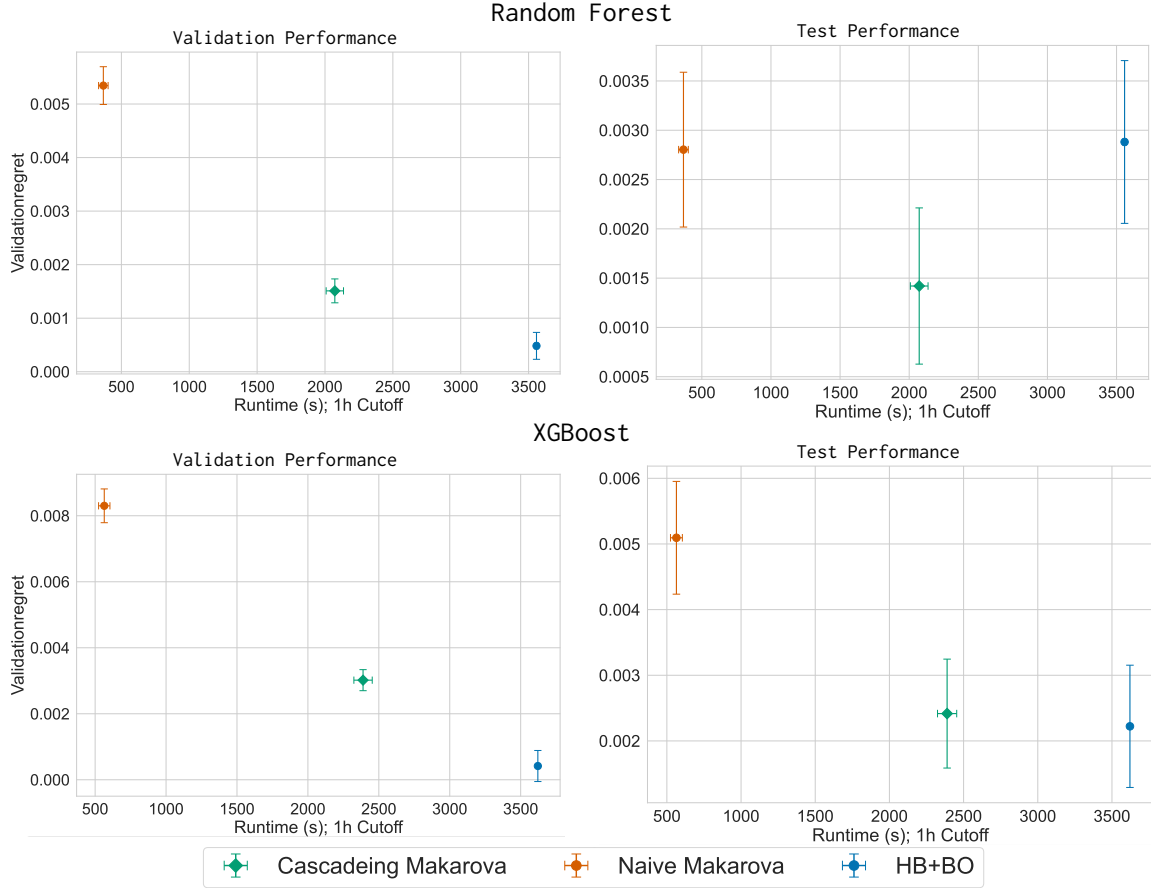 Random Forest
Validation Performance
Test Performance
Validationregret
0.005
0.004
0.003
0.002
0.001
0.000
500 1000 1500 2000 2500 3000 3500
Runtime (s); 1h Cutoff
0.0035
0.0030
0.0025
0.0020
0.0015
0.0010
0.0005
500 1000 1500 2000 2500 3000 3500
Runtime (s); 1h Cutoff
XGBoost
Validation Performance
Test Performance
Validationregret
0.008
0.006
0.004
0.002
0.000
500 1000 1500 2000 2500 3000 3500
Runtime (s); 1h Cutoff
0.006
0.005
0.004
0.003
0.002
500 1000 1500 2000 2500 3000 3500
Runtime (s); 1h Cutoff
Cascadeing Makarova Naive Makarova HB+BO